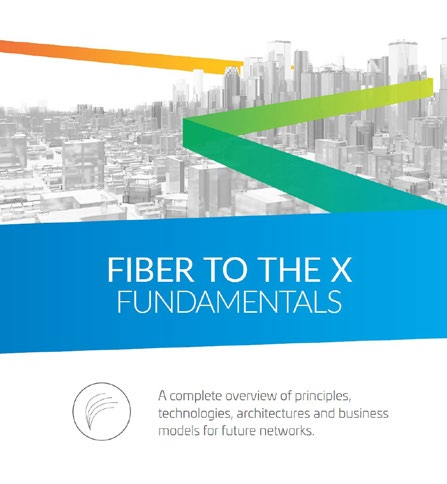 FIBER TO THE X
FUNDAMENTALS
A complete overview of principles,
technologies, architectures and business
models for future networks.